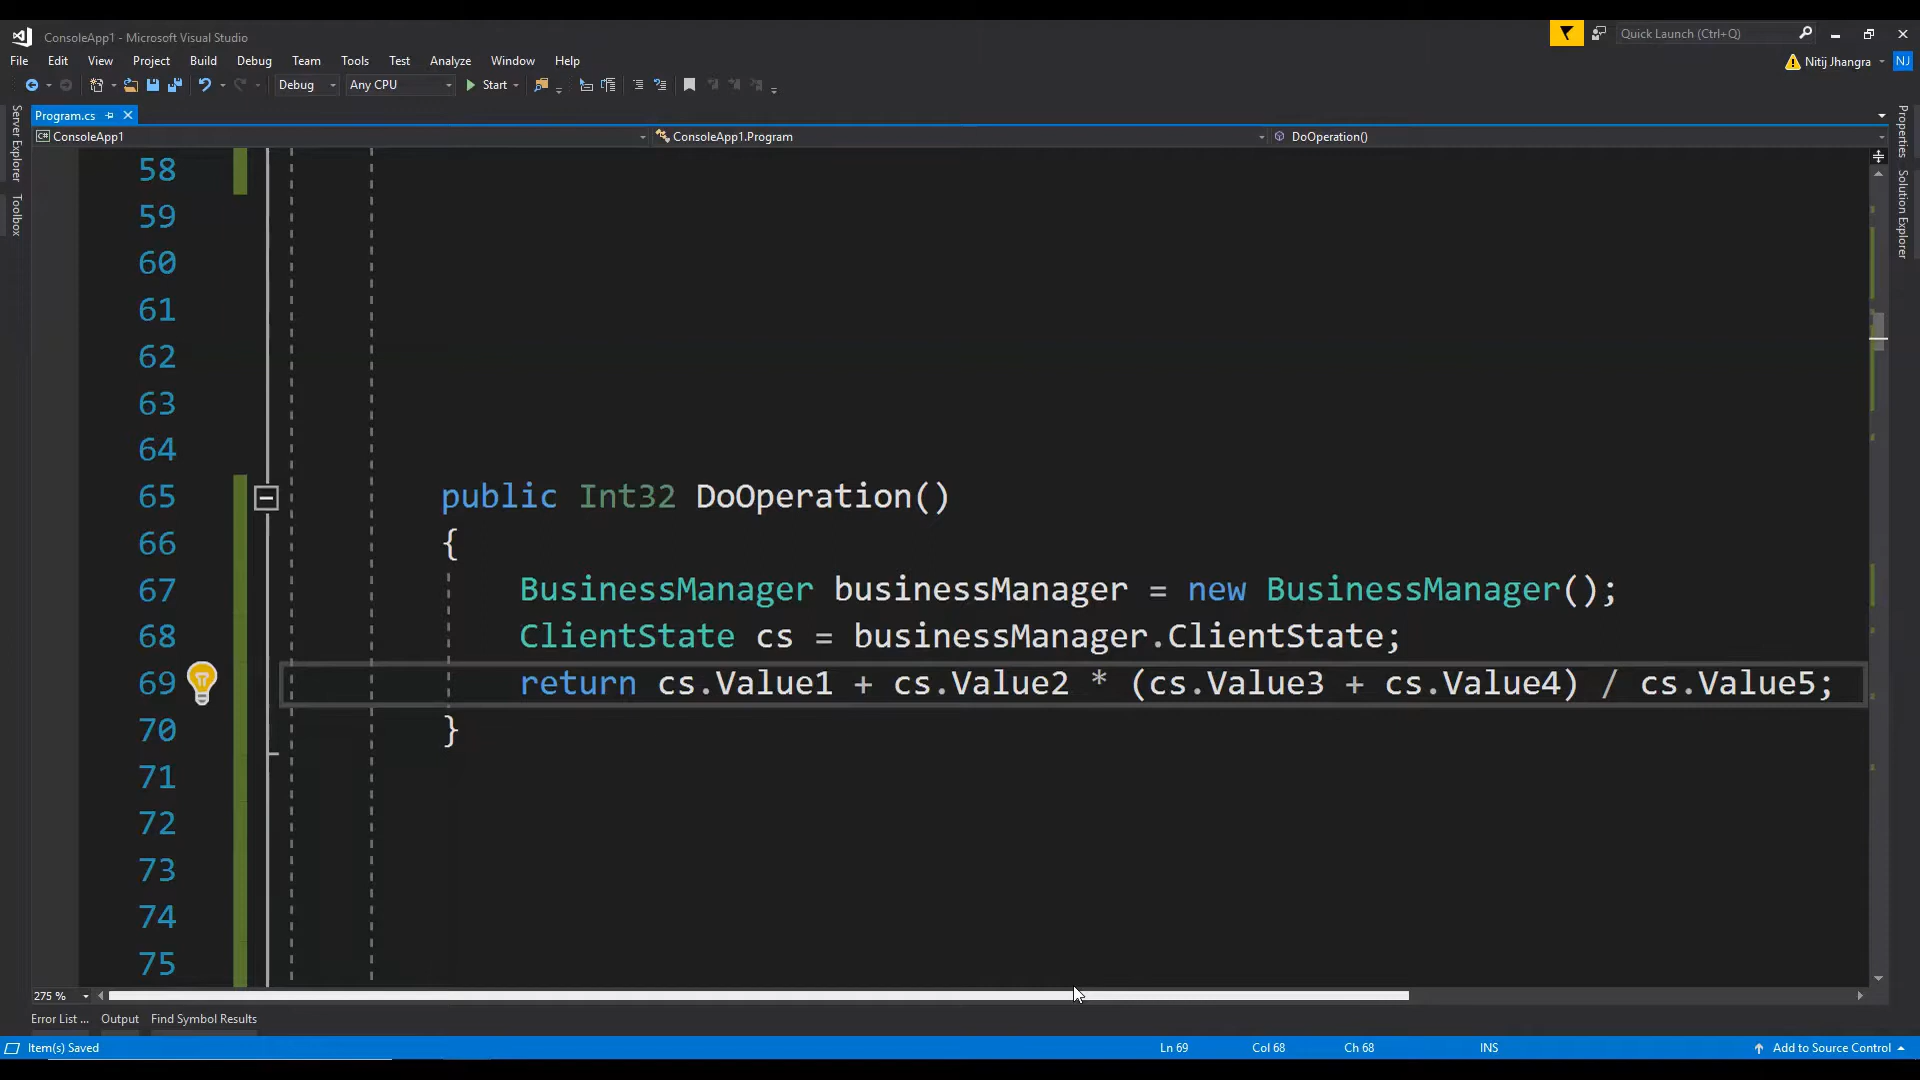 ConsoleApp1 - Microsoft Visual Studio
Quick Launch (Ctrl+Q)
File Edit View Project Build Debug Team Tools Test Analyze Window Help
Nitij Jhangra NJ
Debug Any CPU Start
Program.cs
ConsoleApp1 ConsoleApp1.Program DoOperation()
Server Explorer
Toolbox
Properties
Solution Explorer
58
59
60
61
62
63
64
65 public Int32 DoOperation()
66 {
67 BusinessManager businessManager = new BusinessManager();
68 ClientState cs = businessManager.ClientState;
69 return cs.Value1 + cs.Value2 * (cs.Value3 + cs.Value4) / cs.Value5;
70 }
71
72
73
74
75
275 %
Error List ... Output Find Symbol Results
Item(s) Saved Ln 69 Col 68 Ch 68 INS Add to Source Control